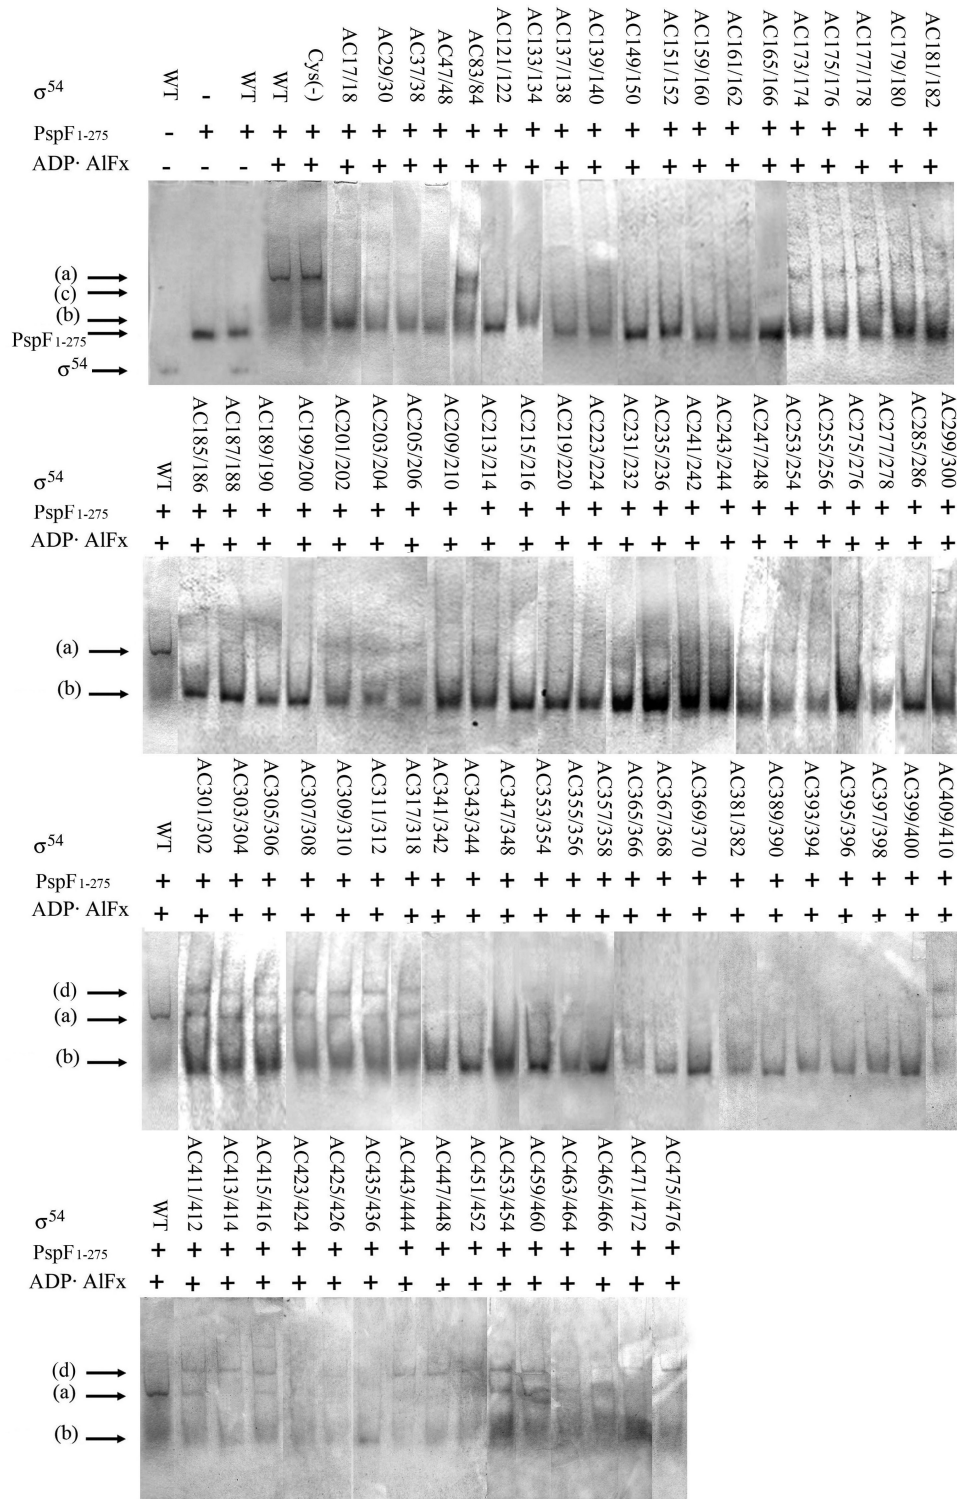 σ54 WT - WT WT Cys(-) AC17/18 AC29/30 AC37/38 AC47/48 AC83/84 AC121/122 AC133/134 AC137/138 AC139/140 AC149/150 AC151/152 AC159/160 AC161/162 AC165/166 AC173/174 AC175/176 AC177/178 AC179/180 AC181/182
PspF1-275 - + + + + + + + + + + + + + + + + + + + + + + + +
ADP· AlFx - - - + + + + + + + + + + + + + + + + + + + + + +
(a)
(c)
(b)
PspF1-275
σ54
σ54 WT AC185/186 AC187/188 AC189/190 AC199/200 AC201/202 AC203/204 AC205/206 AC209/210 AC213/214 AC215/216 AC219/220 AC223/224 AC231/232 AC235/236 AC241/242 AC243/244 AC247/248 AC253/254 AC255/256 AC275/276 AC277/278 AC285/286 AC299/300
PspF1-275 + + + + + + + + + + + + + + + + + + + + + + + +
ADP· AlFx + + + + + + + + + + + + + + + + + + + + + + + +
(a)
(b)
σ54 WT AC301/302 AC303/304 AC305/306 AC307/308 AC309/310 AC311/312 AC317/318 AC341/342 AC343/344 AC347/348 AC353/354 AC355/356 AC357/358 AC365/366 AC367/368 AC369/370 AC381/382 AC389/390 AC393/394 AC395/396 AC397/398 AC399/400 AC409/410
PspF1-275 + + + + + + + + + + + + + + + + + + + + + + + +
ADP· AlFx + + + + + + + + + + + + + + + + + + + + + + + +
(d)
(a)
(b)
σ54 WT AC411/412 AC413/414 AC415/416 AC423/424 AC425/426 AC435/436 AC443/444 AC447/448 AC451/452 AC453/454 AC459/460 AC463/464 AC465/466 AC471/472 AC475/476
PspF1-275 + + + + + + + + + + + + + + + +
ADP· AlFx + + + + + + + + + + + + + + + +
(d)
(a)
(b)